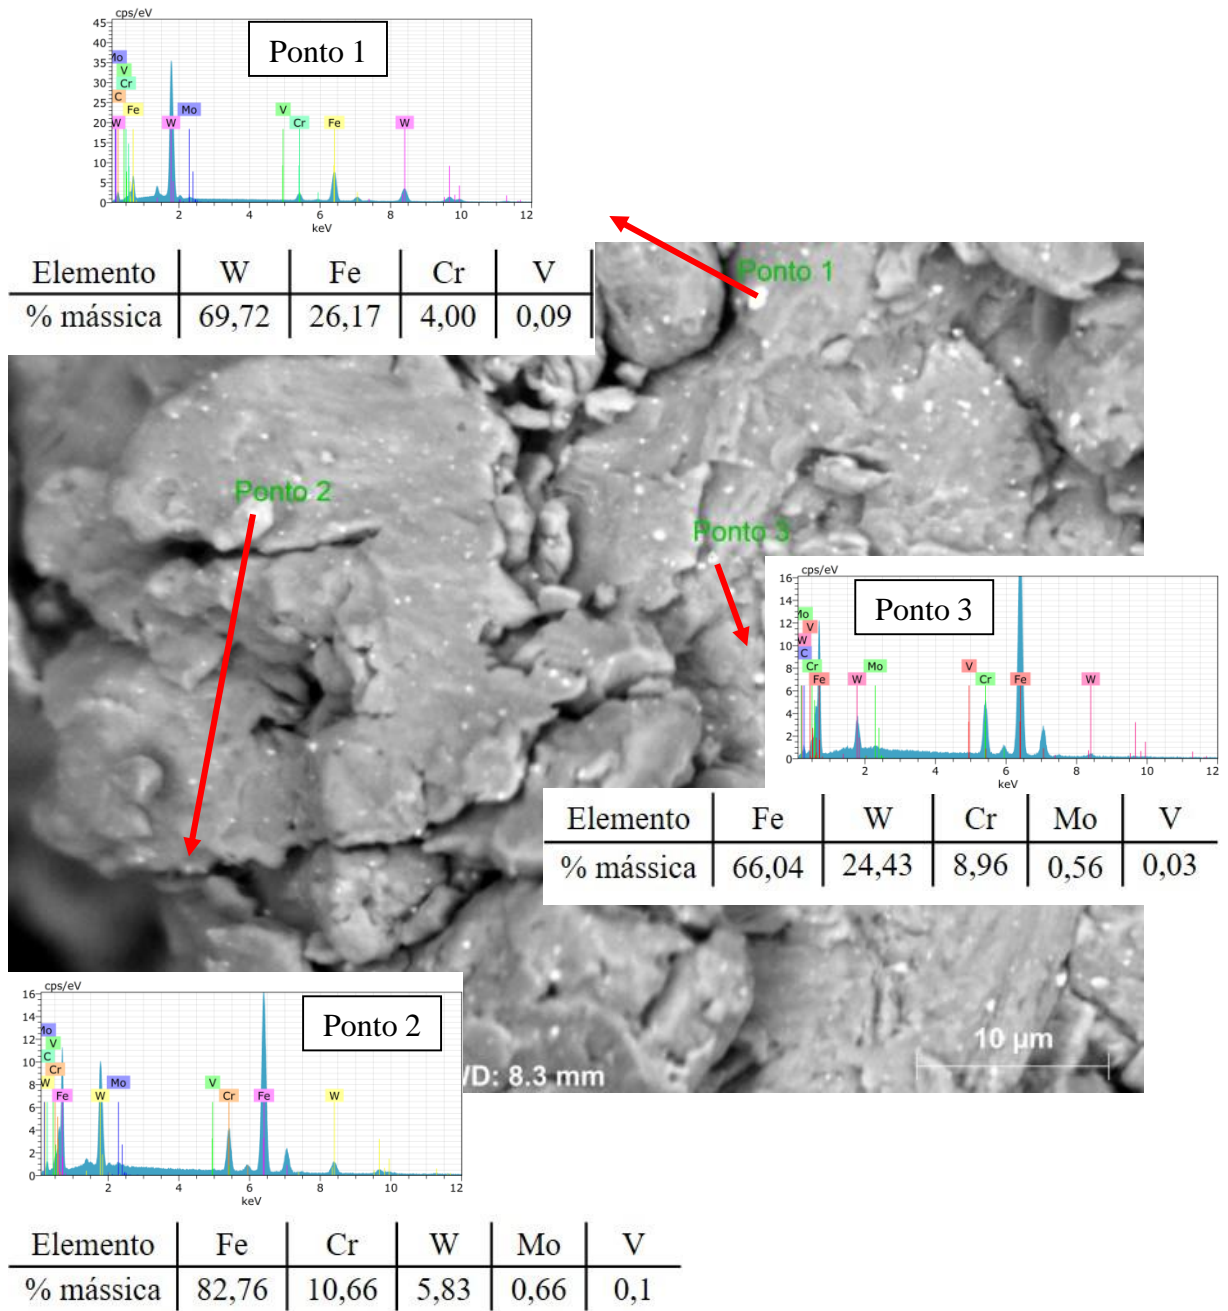 cps/eV
45
40
35
30
25
20
15
10
5
0
Mo
V
Cr
C
Fe
W
W
Mo
V
Cr
Fe
W
Ponto 1
2 4 6 8 10 12
keV
Elemento W Fe Cr V
% mássica 69,72 26,17 4,00 0,09
Ponto 1
Ponto 2
Ponto 3
cps/eV
16
14
12
10
8
6
4
2
0
Mo
V
W
C
Cr
Fe
W
Mo
V
Cr
Fe
W
Ponto 3
2 4 6 8 10 12
keV
Elemento Fe W Cr Mo V
% mássica 66,04 24,43 8,96 0,56 0,03
10 µm
WD: 8.3 mm
cps/eV
16
14
12
10
8
6
4
2
0
Mo
V
C
Cr
W
Fe
W
Mo
V
Cr
Fe
W
Ponto 2
2 4 6 8 10 12
keV
Elemento Fe Cr W Mo V
% mássica 82,76 10,66 5,83 0,66 0,1